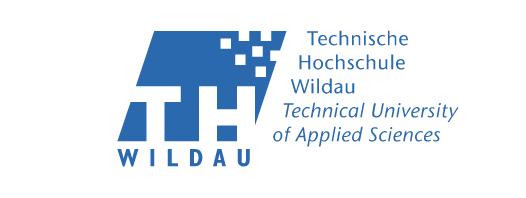 TH
WILDAU
Technische
Hochschule
Wildau
Technical University
of Applied Sciences